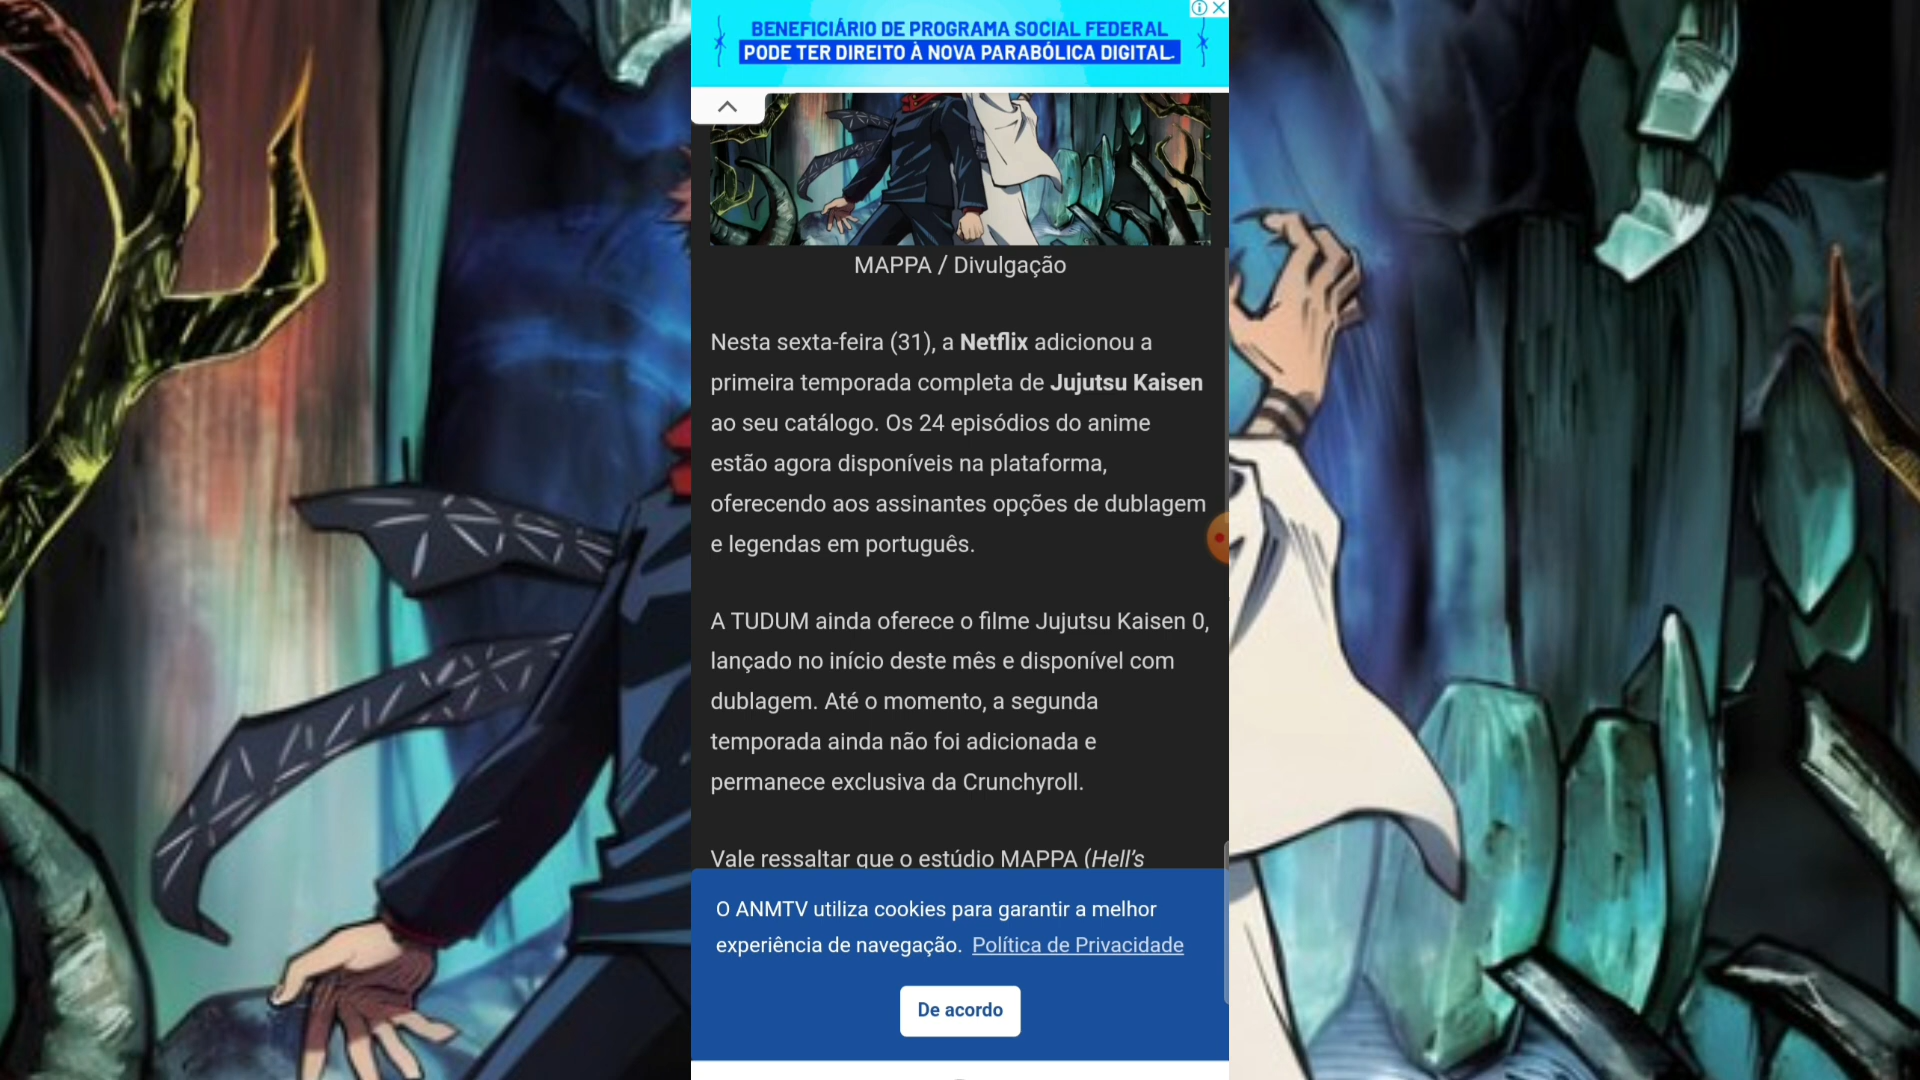 BENEFICIÁRIO DE PROGRAMA SOCIAL FEDERAL
PODE TER DIREITO À NOVA PARABÓLICA DIGITAL.
MAPPA / Divulgação
Nesta sexta-feira (31), a Netflix adicionou a
primeira temporada completa de Jujutsu Kaisen
ao seu catálogo. Os 24 episódios do anime
estão agora disponíveis na plataforma,
oferecendo aos assinantes opções de dublagem
e legendas em português.
A TUDUM ainda oferece o filme Jujutsu Kaisen 0,
lançado no início deste mês e disponível com
dublagem. Até o momento, a segunda
temporada ainda não foi adicionada e
permanece exclusiva da Crunchyroll.
Vale ressaltar que o estúdio MAPPA (Hell’s
O ANMTV utiliza cookies para garantir a melhor
experiência de navegação. Política de Privacidade
De acordo